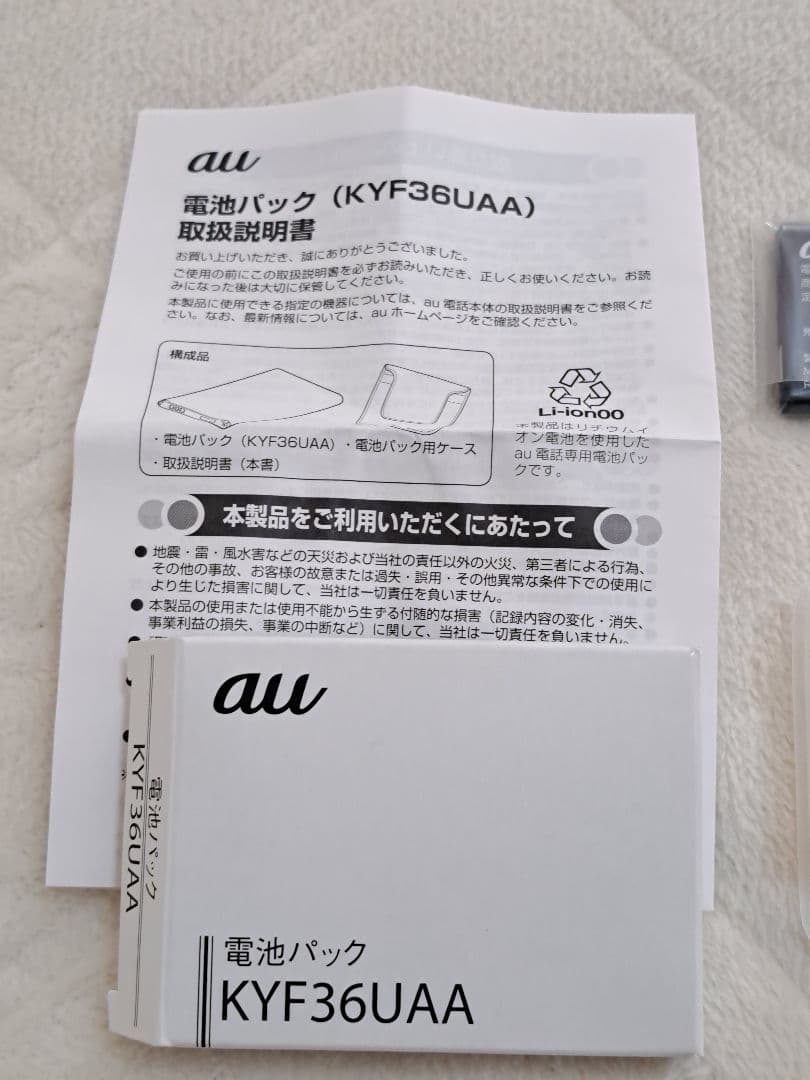 au
電池パック（KYF36UAA）
取扱説明書
お買い上げいただき、誠にありがとうございました。
ご使用の前にこの取扱説明書を必ずお読みいただき、正しくお使いください。お読
みになった後は大切に保管してください。
本製品に使用できる指定の機器については、au電話本体の取扱説明書をご参照くだ
さい。なお、最新情報については、auホームページをご確認ください。
構成品
・電池パック（KYF36UAA）・電池パック用ケース
・取扱説明書（本書）
Li-ion00
本製品はリチウムイ
オン電池を使用した
au電話専用電池パッ
クです。
本製品をご利用いただくにあたって
● 地震・雷・風水害などの天災および当社の責任以外の火災、第三者による行為、
その他の事故、お客様の故意または過失・誤用・その他異常な条件下での使用に
より生じた損害に関して、当社は一切責任を負いません。
● 本製品の使用または使用不能から生ずる付随的な損害（記録内容の変化・消失、
事業利益の損失、事業の中断など）に関して、当社は一切責任を負いません。
au
電池パック
KYF36UAA
電池パック
KYF36UAA